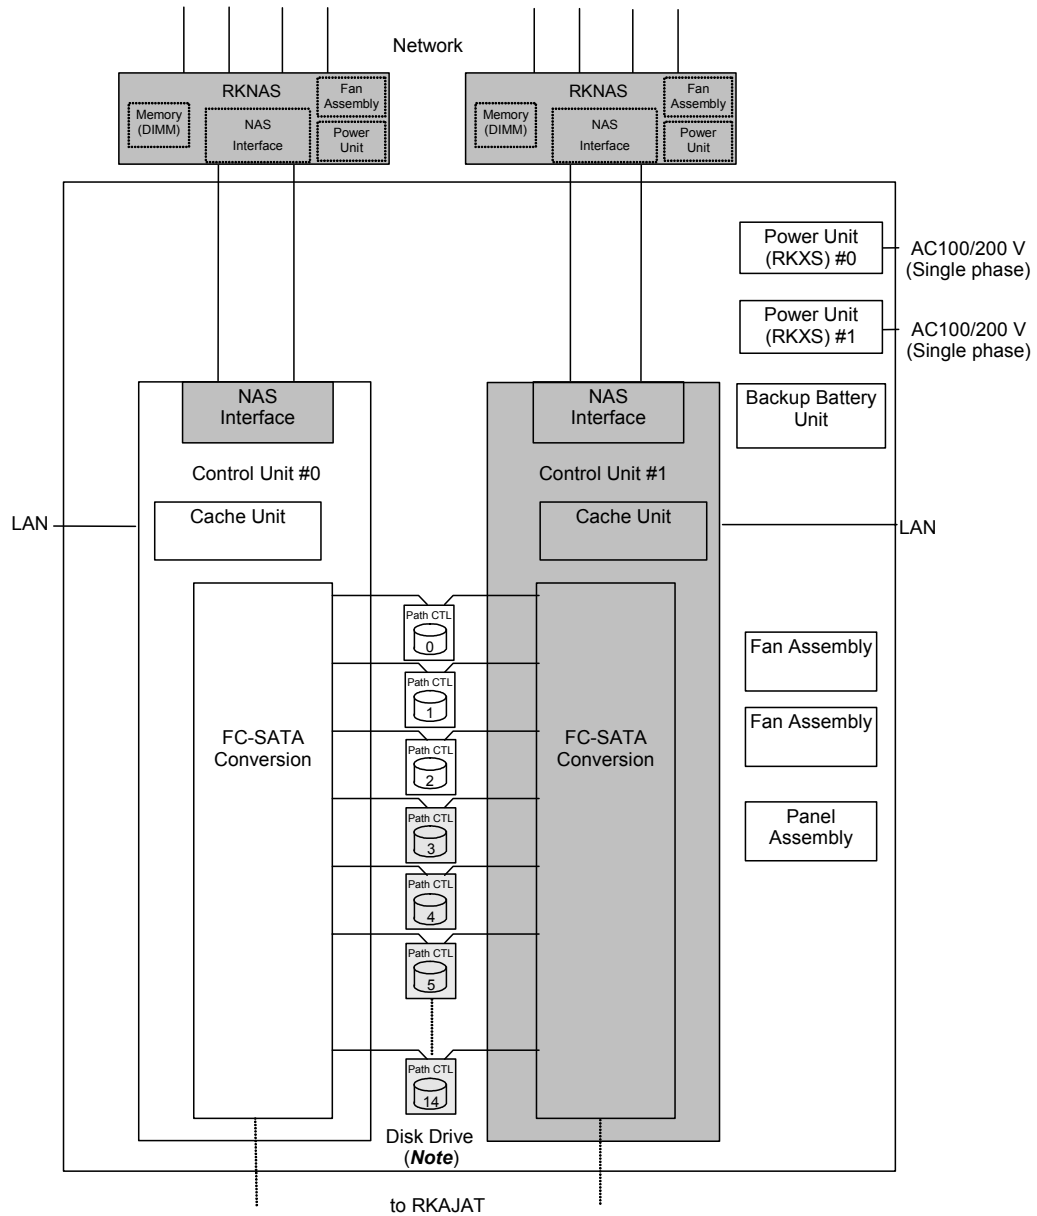 Network
RKNAS
Memory
(DIMM)
NAS
Interface
Fan
Assembly
Power
Unit
RKNAS
Memory
(DIMM)
NAS
Interface
Fan
Assembly
Power
Unit
Power Unit
(RKXS) #0
AC100/200 V
(Single phase)
Power Unit
(RKXS) #1
AC100/200 V
(Single phase)
NAS
Interface
NAS
Interface
Backup Battery
Unit
Control Unit #0
Control Unit #1
LAN
Cache Unit
Cache Unit
LAN
Path CTL
0
Path CTL
1
Path CTL
2
Path CTL
3
Path CTL
4
Path CTL
5
Path CTL
14
FC-SATA
Conversion
FC-SATA
Conversion
Fan Assembly
Fan Assembly
Panel
Assembly
Disk Drive
(Note)
to RKAJAT